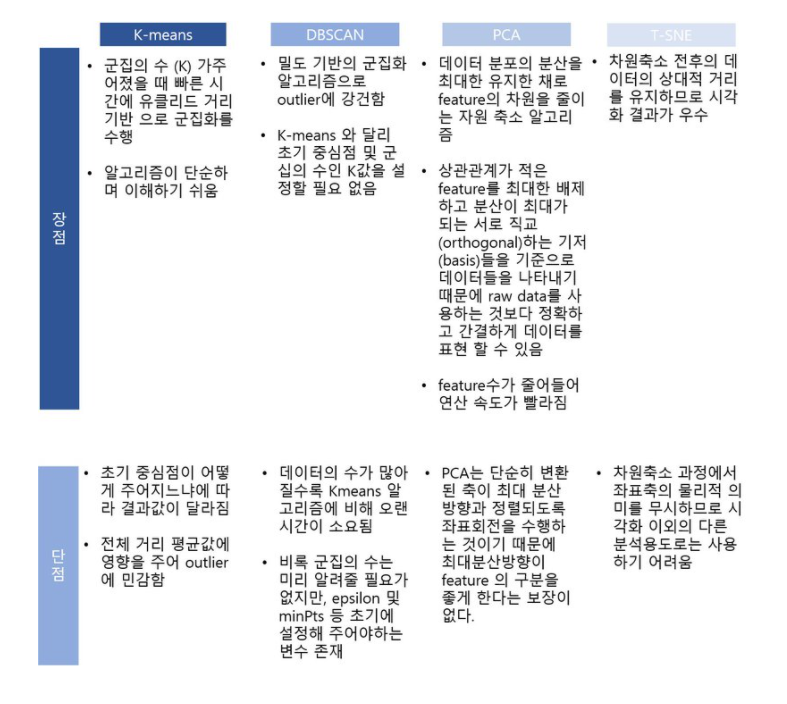 K-means
DBSCAN
PCA
T-SNE
장점
• 군집의 수 (K) 가주
어졌을 때 빠른 시
간에 유클리드 거리
기반 으로 군집화를
수행
• 알고리즘이 단순하
며 이해하기 쉬움
• 밀도 기반의 군집화
알고리즘으로
outlier에 강건함
• K-means 와 달리
초기 중심점 및 군
십의 수인 K값을 설
정할 필요 없음
• 데이터 분포의 분산을
최대한 유지한 채로
feature의 차원을 줄이
는 자원 축소 알고리
즘
• 상관관계가 적은
feature를 최대한 배제
하고 분산이 최대가
되는 서로 직교
(orthogonal)하는 기저
(basis)들을 기준으로
데이터들을 나타내기
때문에 raw data를 사
용하는 것보다 정확하
고 간결하게 데이터를
표현 할 수 있음
• feature수가 줄어들어
연산 속도가 빨라짐
• 차원축소 전후의 데
이터의 상대적 거리
를 유지하므로 시각
화 결과가 우수
단점
• 초기 중심점이 어떻
게 주어지느냐에 따
라 결과값이 달라짐
• 전체 거리 평균값에
영향을 주어 outlier
에 민감함
• 데이터의 수가 많아
질수록 Kmeans 알
고리즘에 비해 오랜
시간이 소요됨
• 비록 군집의 수는
미리 알려줄 필요가
없지만, epsilon 및
minPts 등 초기에
설정해 주어야하는
변수 존재
• PCA는 단순히 변환
된 축이 최대 분산
방향과 정렬되도록
좌표회전을 수행하
는 것이기 때문에
최대분산방향이
feature 의 구분을
좋게 한다는 보장이
없다.
• 차원축소 과정에서
좌표축의 물리적 의
미를 무시하므로 시
각화 이외의 다른
분석용도로는 사용
하기 어려움